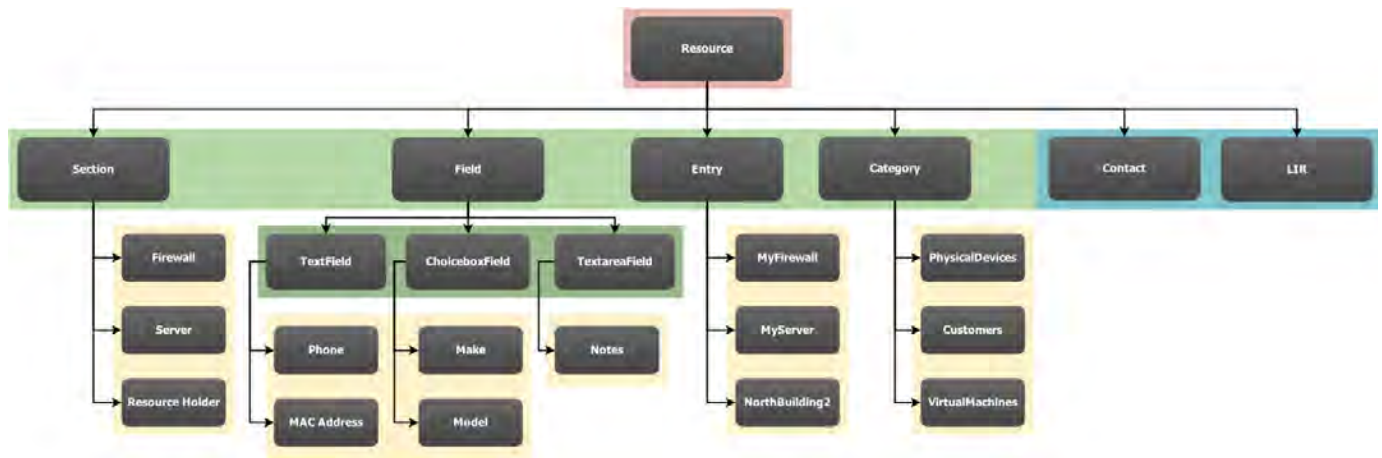 Resource
Section
Field
Entry
Category
Contact
LIR
Firewall
TextField
ChoiceboxField
TextareaField
MyFirewall
PhysicalDevices
Server
Phone
Make
Notes
MyServer
Customers
Resource Holder
MAC Address
Model
NorthBuilding2
VirtualMachines